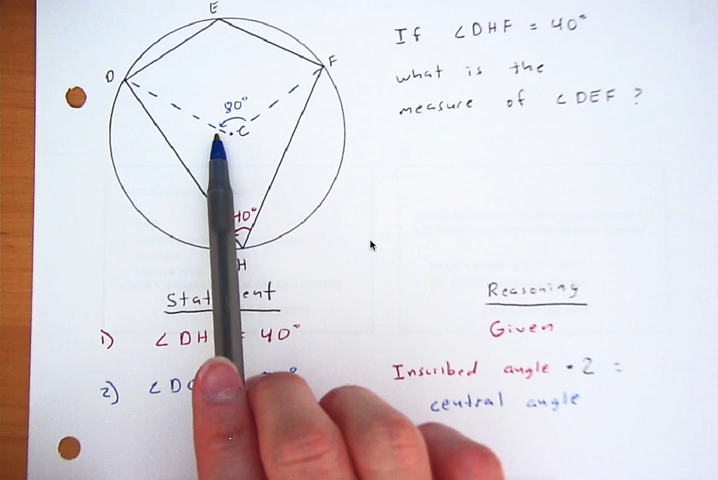 E
If ∠DHF = 40°
F
what is the
D
measure of ∠DEF ?
80°
C
40°
H
Reasoning
1) ∠DH = 40°
Given
Inscribed angle • 2 =
2)
central angle